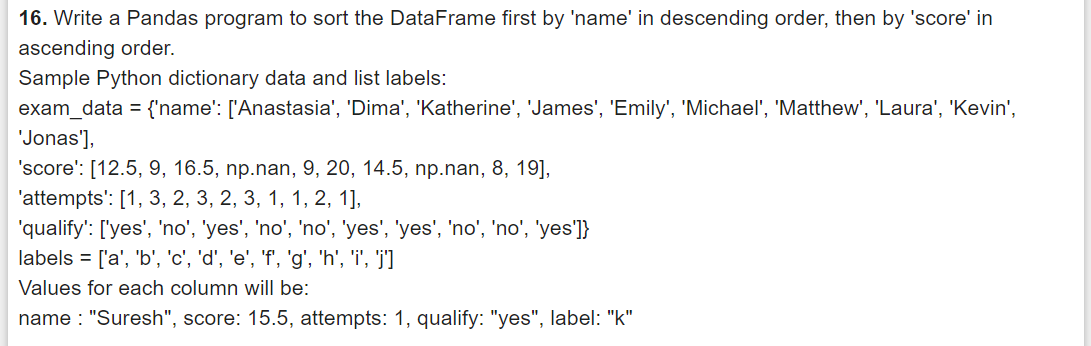 16. Write a Pandas program to sort the DataFrame first by 'name' in descending order, then by 'score' in
ascending order.
Sample Python dictionary data and list labels:
exam_data = {'name': ['Anastasia', 'Dima', 'Katherine', 'James', 'Emily', 'Michael', 'Matthew', 'Laura', 'Kevin',
'Jonas'],
'score': [12.5, 9, 16.5, np.nan, 9, 20, 14.5, np.nan, 8, 19],
'attempts': [1, 3, 2, 3, 2, 3, 1, 1, 2, 1],
'qualify': ['yes', 'no', 'yes', 'no', 'no', 'yes', 'yes', 'no', 'no', 'yes']}
labels = ['a', 'b', 'c', 'd', 'e', 'f', 'g', 'h', 'i', 'j']
Values for each column will be:
name : "Suresh", score: 15.5, attempts: 1, qualify: "yes", label: "k"